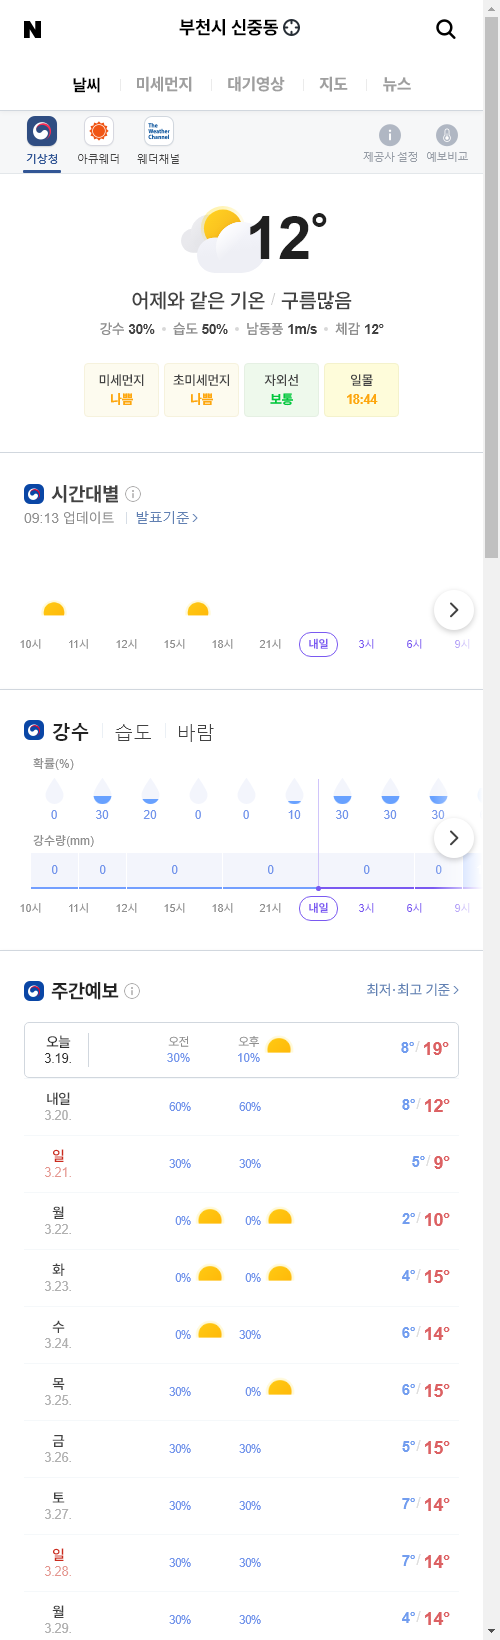 N
부천시 신중동
날씨 미세먼지 대기영상 지도 뉴스
The Weather Channel
기상청 아큐웨더 웨더채널 제공사 설정 예보비교
12°
어제와 같은 기온 / 구름많음
강수 30% • 습도 50% • 남동풍 1m/s • 체감 12°
미세먼지 초미세먼지 자외선 일몰
나쁨 나쁨 보통 18:44
시간대별
09:13 업데이트 발표기준 >
10시 11시 12시 15시 18시 21시 내일 3시 6시 9시
강수 습도 바람
확률(%)
0 30 20 0 0 10 30 30 30
강수량(mm)
0 0 0 0 0 0
10시 11시 12시 15시 18시 21시 내일 3시 6시 9시
주간예보 최저·최고 기준 >
오늘 오전 오후
3.19. 30% 10% 8°/19°
내일
3.20. 60% 60% 8°/12°
일
3.21. 30% 30% 5°/9°
월
3.22. 0% 0% 2°/10°
화
3.23. 0% 0% 4°/15°
수
3.24. 0% 30% 6°/14°
목
3.25. 30% 0% 6°/15°
금
3.26. 30% 30% 5°/15°
토
3.27. 30% 30% 7°/14°
일
3.28. 30% 30% 7°/14°
월
3.29. 30% 30% 4°/14°